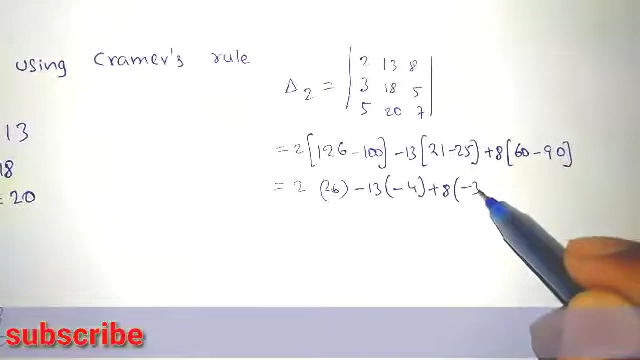 using Cramer's rule
13
18
= 20
Δ₂ = | 2 13 8 |
| 3 18 5 |
| 5 20 7 |
= 2 [126 - 100] - 13 [21 - 25] + 8 [60 - 90]
= 2 (26) - 13 (-4) + 8 (-3
subscribe